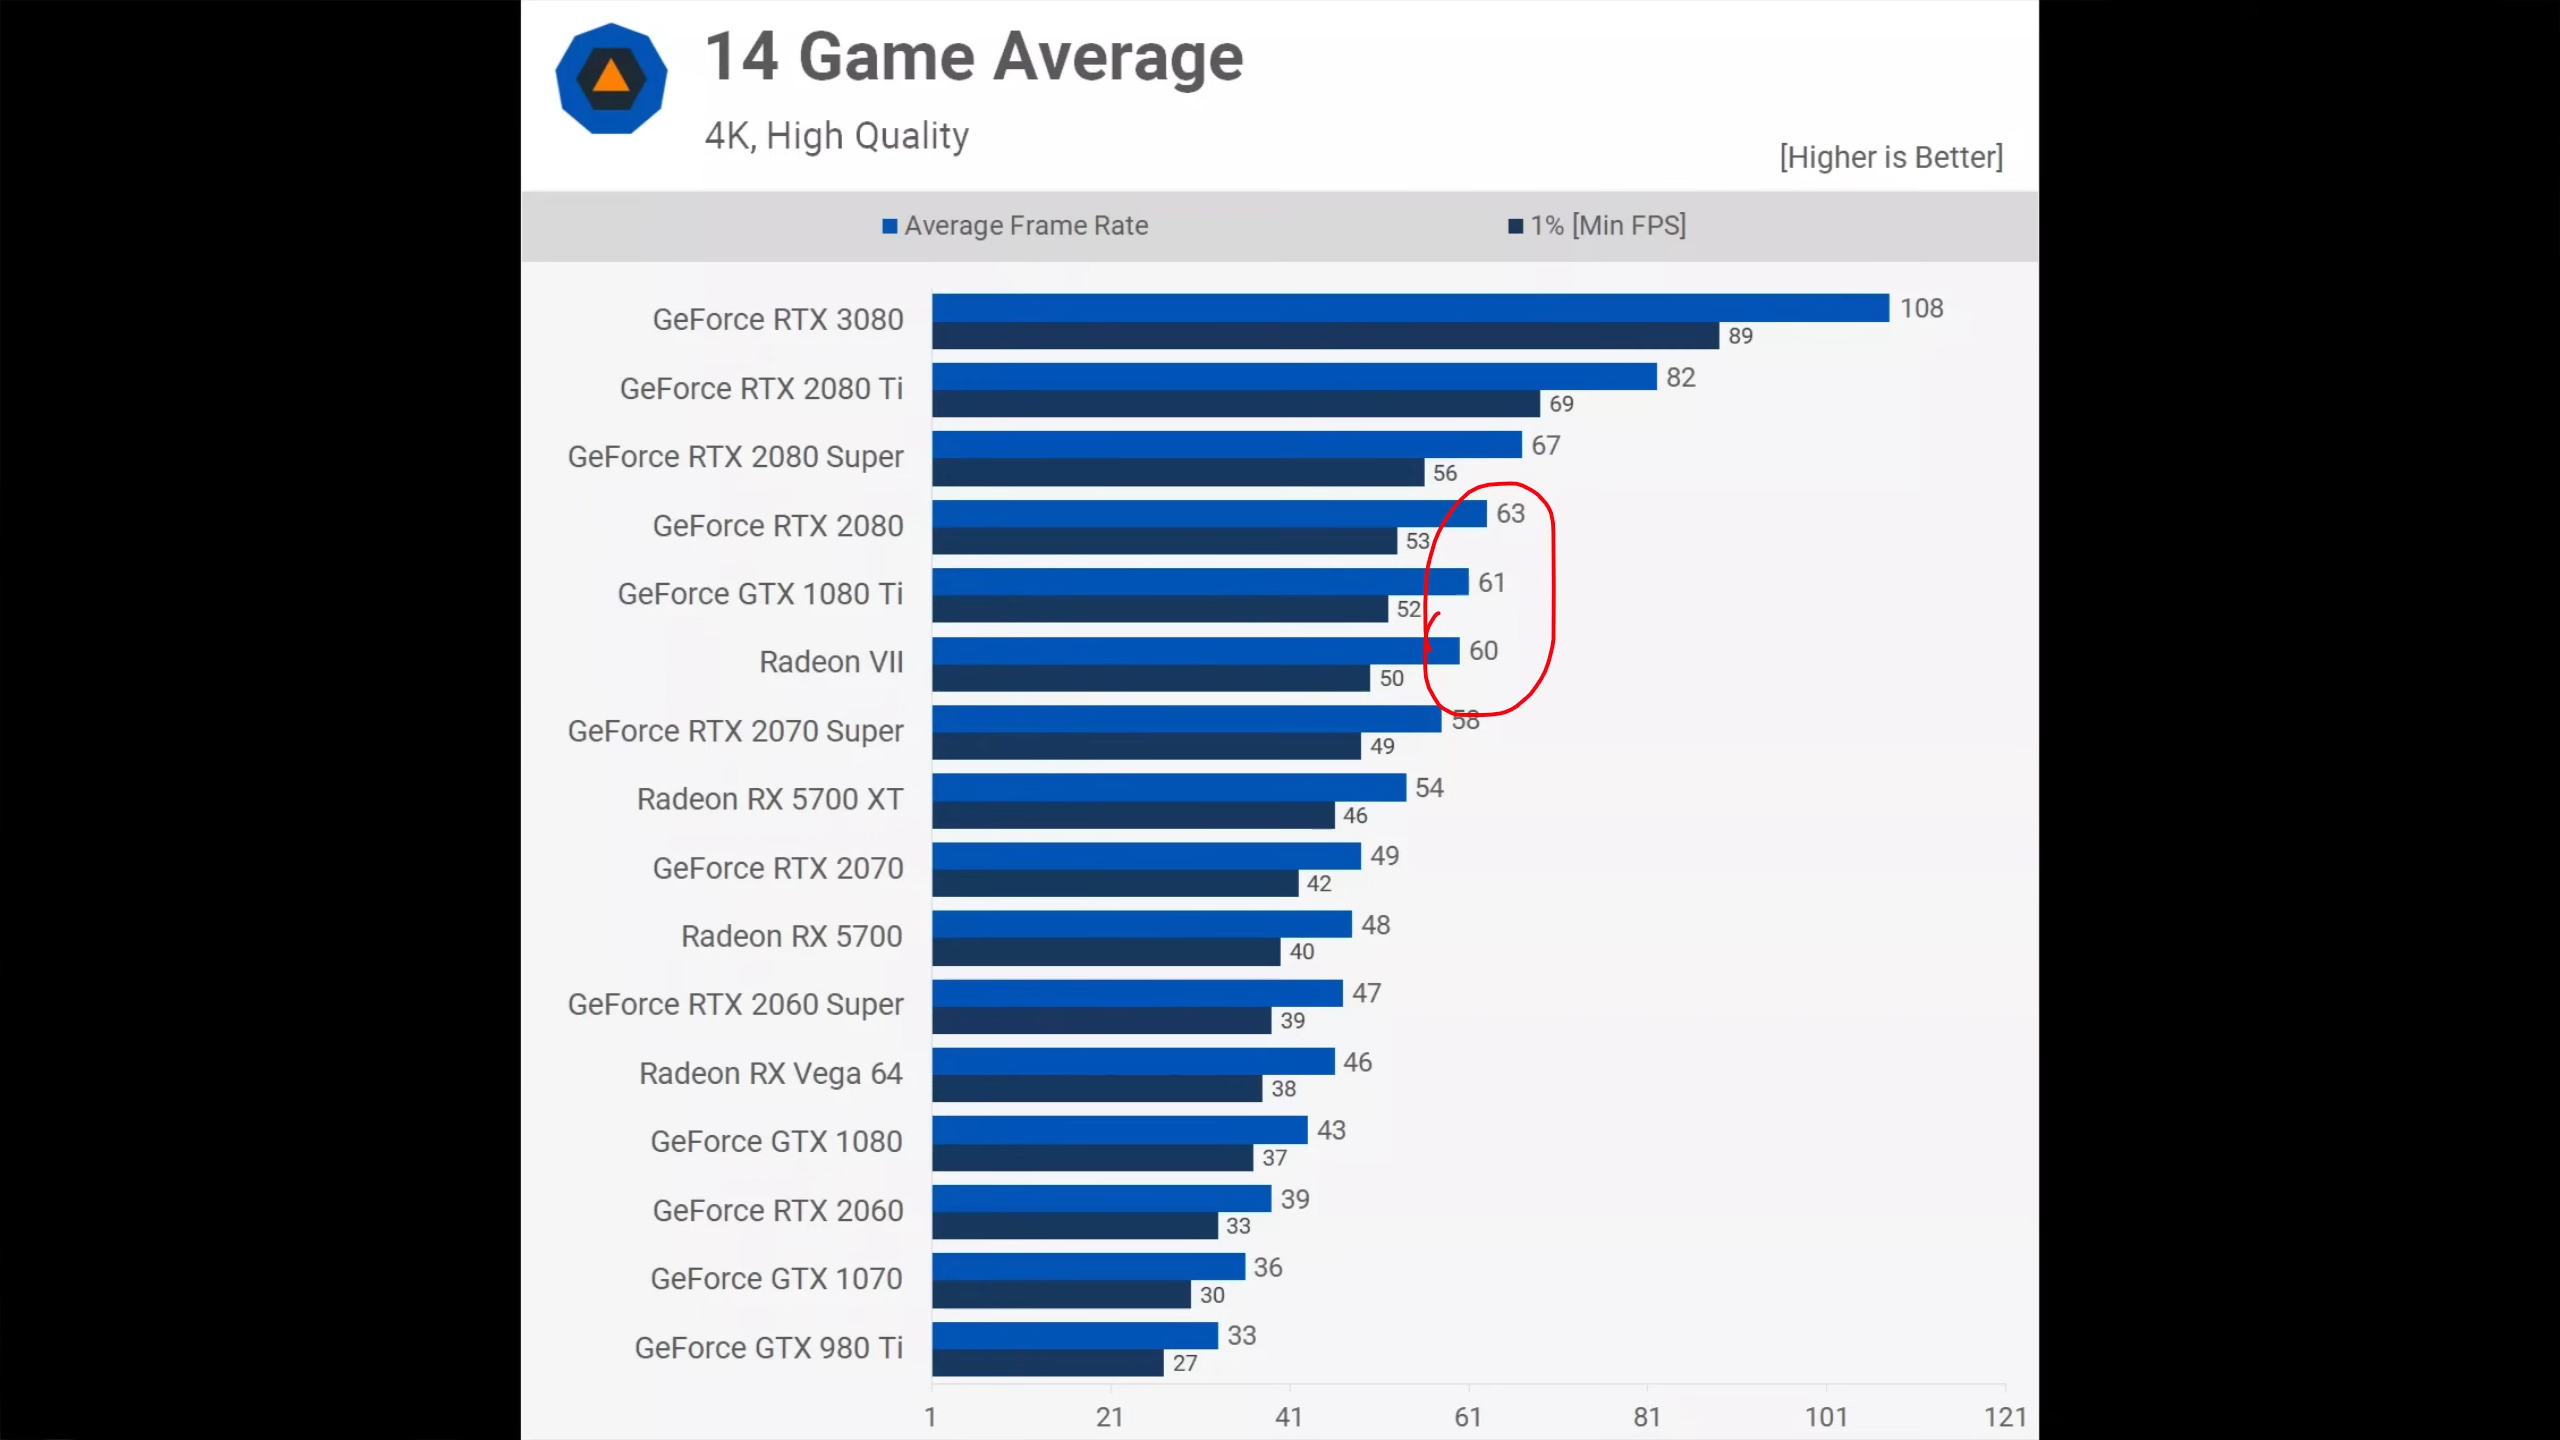 14 Game Average
4K, High Quality
[Higher is Better]
Average Frame Rate
1% [Min FPS]
GeForce RTX 3080
108
89
GeForce RTX 2080 Ti
82
69
GeForce RTX 2080 Super
67
56
GeForce RTX 2080
63
53
GeForce GTX 1080 Ti
61
52
Radeon VII
60
50
GeForce RTX 2070 Super
58
49
Radeon RX 5700 XT
54
46
GeForce RTX 2070
49
42
Radeon RX 5700
48
40
GeForce RTX 2060 Super
47
39
Radeon RX Vega 64
46
38
GeForce GTX 1080
43
37
GeForce RTX 2060
39
33
GeForce GTX 1070
36
30
GeForce GTX 980 Ti
33
27
1 21 41 61 81 101 121